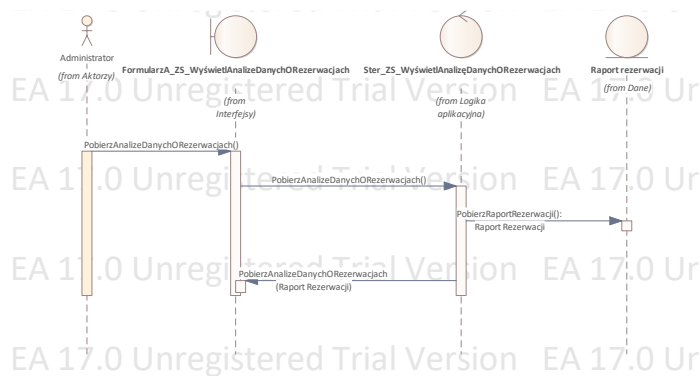 Administrator
(from Aktorzy)
FormularzA_ZS_WyświetlAnalizeDanychORezerwacjach
(from
Interfejsy)
Ster_ZS_WyświetlAnalizęDanychORezerwacjach
(from Logika
aplikacyjna)
Raport rezerwacji
(from Dane)
EA 17.0 Unregistered Trial Version EA 17.0 Ur
PobierzAnalizeDanychORezerwacjach()
EA 17.0 Unregistered Trial Version EA 17.0 Ur
PobierzAnalizeDanychORezerwacjach()
PobierzRaportRezerwacji():
Raport Rezerwacji
EA 17.0 Unregistered Trial Version EA 17.0 Ur
PobierzAnalizeDanychORezerwacjach
(Raport Rezerwacji)
EA 17.0 Unregistered Trial Version EA 17.0 Ur